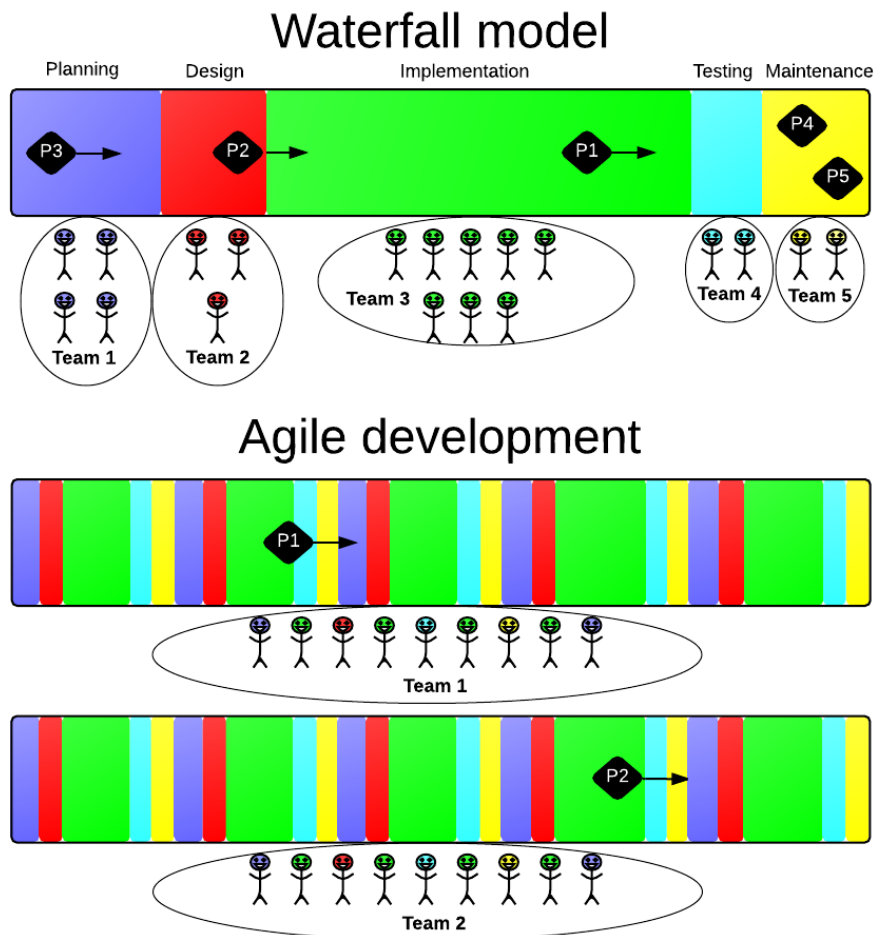 Waterfall model
Planning Design Implementation Testing Maintenance
P3 P2 P1 P4
P5
Team 1 Team 2 Team 3 Team 4 Team 5
Agile development
P1
Team 1
P2
Team 2